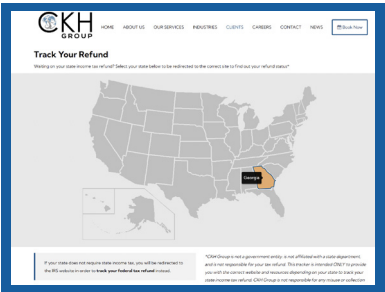 CKH
GROUP
HOME ABOUT US OUR SERVICES INDUSTRIES CLIENTS CAREERS CONTACT NEWS Book Now
Track Your Refund
Waiting on your state income tax refund? Select your state below to be redirected to the correct site to find out your refund status*
Georgia
If your state does not require state income tax, you will be redirected to
the IRS website in order to track your federal tax refund instead.
*CKH Group is not a government entity, is not affiliated with a state department,
and is not responsible for your tax refund. This tracker is intended ONLY to provide
you with the correct website and resources depending on your state to track your
state income tax refund. CKH Group is not responsible for any misuse or collection